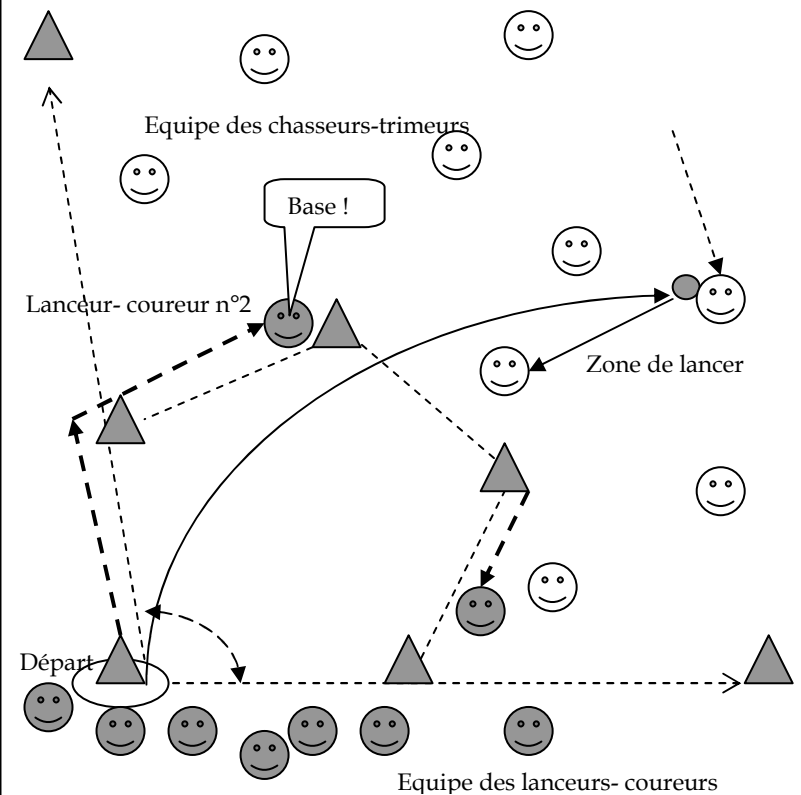 Equipe des chasseurs-trimeurs
Base !
Lanceur- coureur n°2
Zone de lancer
Départ
Equipe des lanceurs- coureurs